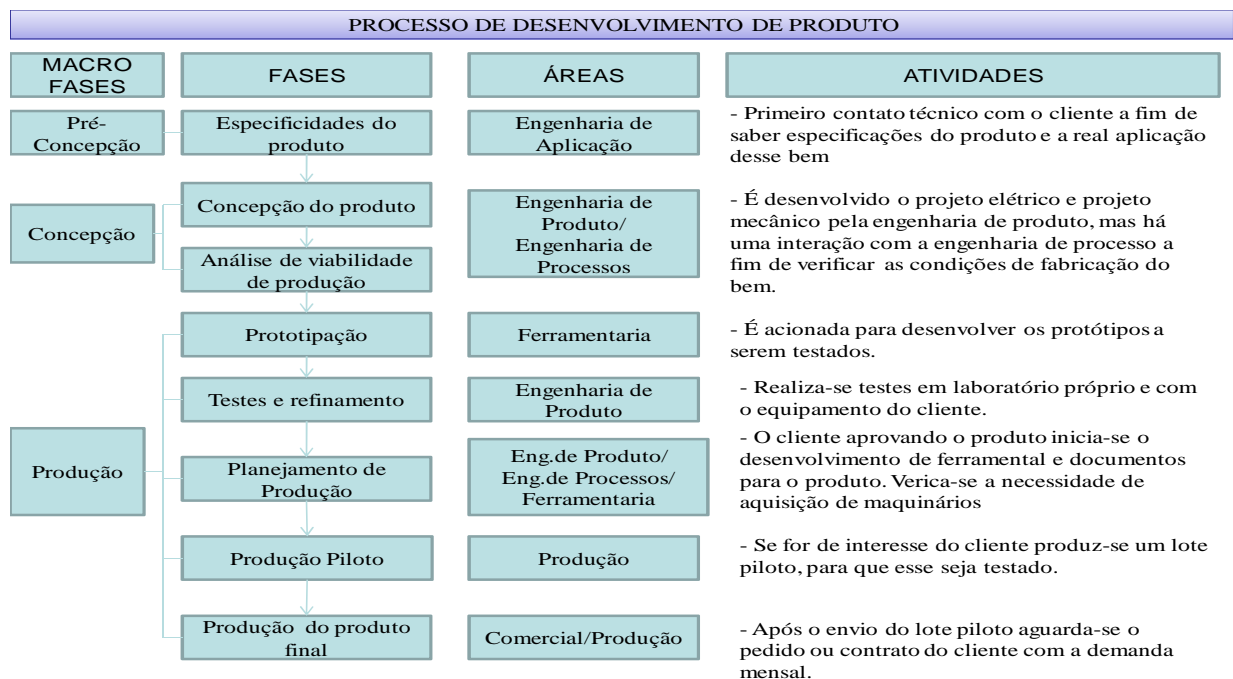 PROCESSO DE DESENVOLVIMENTO DE PRODUTO
MACRO
FASES
FASES
ÁREAS
ATIVIDADES
Pré-
Concepção
Especificidades do
produto
Engenharia de
Aplicação
- Primeiro contato técnico com o cliente a fim de
saber especificações do produto e a real aplicação
desse bem
Concepção
Concepção do produto
Análise de viabilidade
de produção
Engenharia de
Produto/
Engenharia de
Processos
- É desenvolvido o projeto elétrico e projeto
mecânico pela engenharia de produto, mas há
uma interação com a engenharia de processo a
fim de verificar as condições de fabricação do
bem.
Produção
Prototipação
Ferramentaria
- É acionada para desenvolver os protótipos a
serem testados.
Testes e refinamento
Engenharia de
Produto
- Realiza-se testes em laboratório próprio e com
o equipamento do cliente.
Planejamento de
Produção
Eng.de Produto/
Eng.de Processos/
Ferramentaria
- O cliente aprovando o produto inicia-se o
desenvolvimento de ferramental e documentos
para o produto. Verica-se a necessidade de
aquisição de maquinários
Produção Piloto
Produção
- Se for de interesse do cliente produz-se um lote
piloto, para que esse seja testado.
Produção do produto
final
Comercial/Produção
- Após o envio do lote piloto aguarda-se o
pedido ou contrato do cliente com a demanda
mensal.